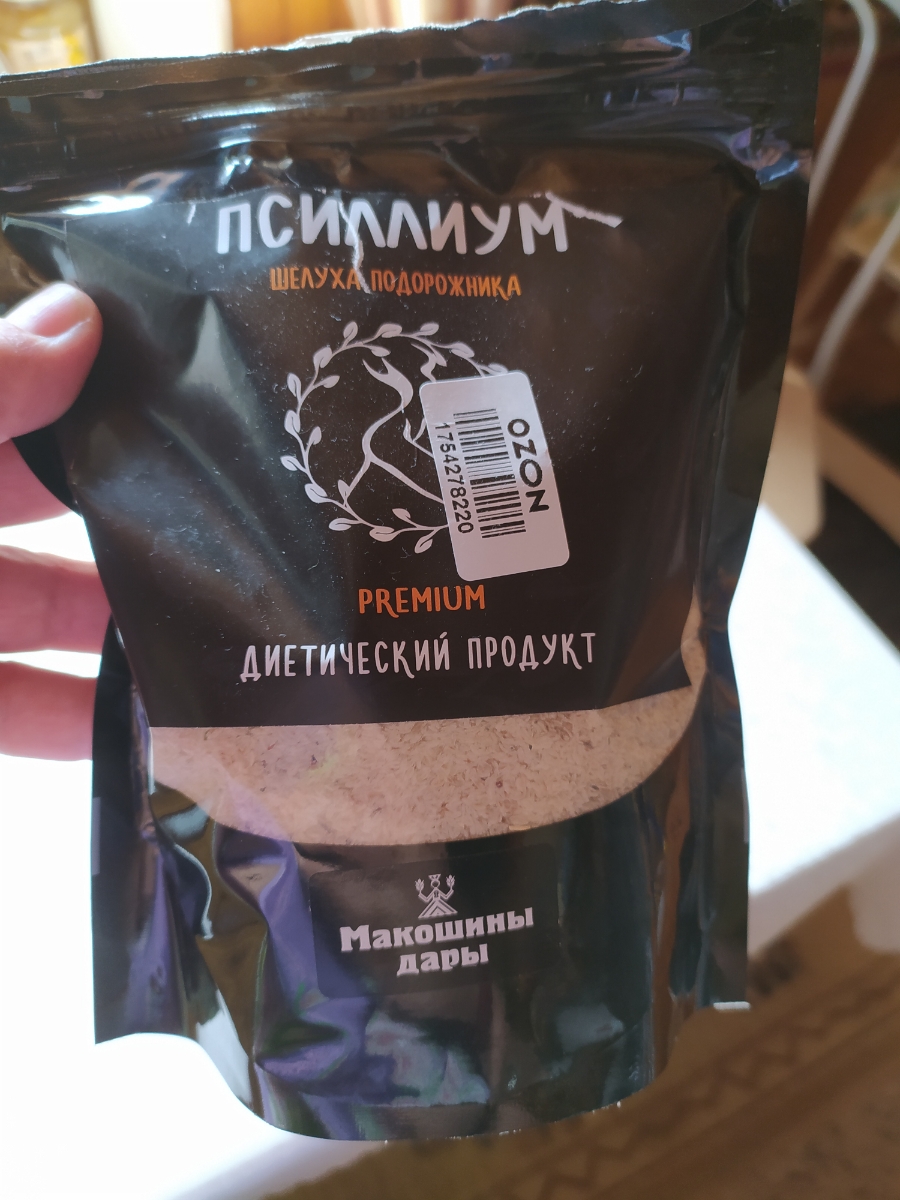 ПСИЛЛИУМ
ШЕЛУХА ПОДОРОЖНИКА
OZON
1754278220
PREMIUM
ДИЕТИЧЕСКИЙ ПРОДУКТ
Макошины
дары